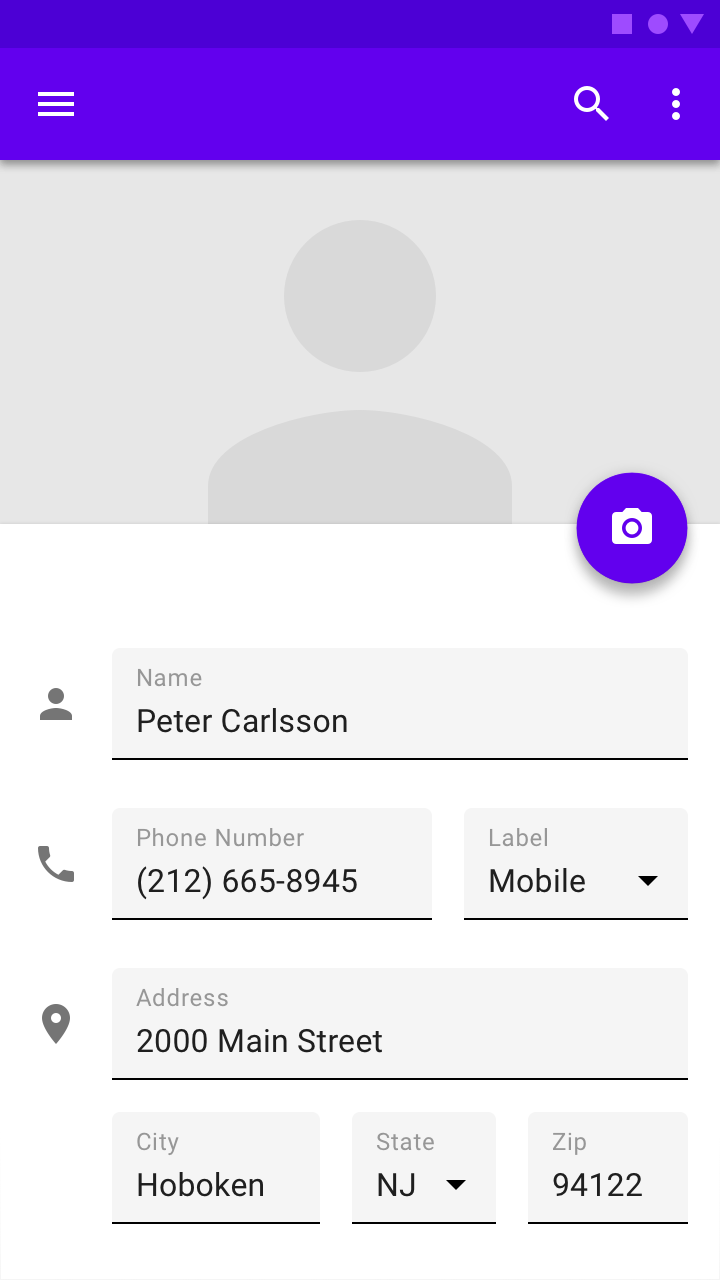 Name
Peter Carlsson
Phone Number
Label
(212) 665-8945
Mobile
Address
2000 Main Street
City
State
Zip
Hoboken
NJ
94122